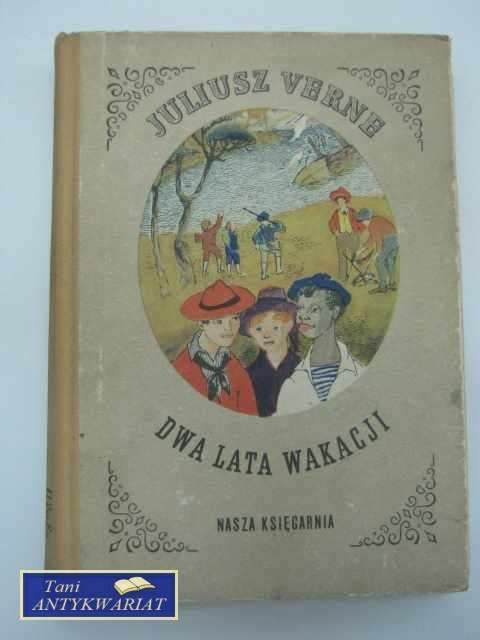 JULIUSZ VERNE
DWA LATA WAKACJI
NASZA KSIĘGARNIA
Tani
ANTYKWARIAT